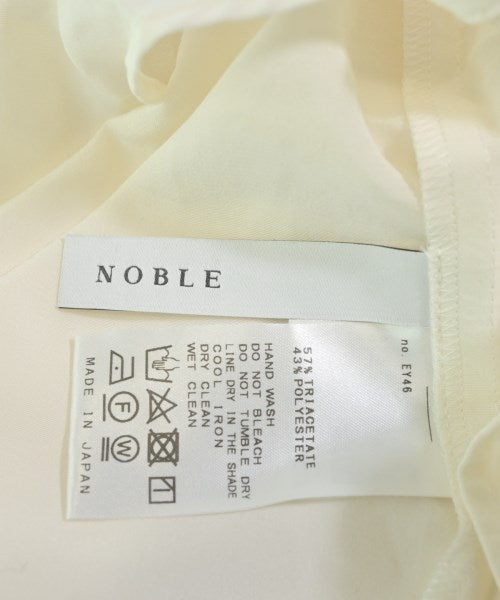 NOBLE
no. EY46
57% TRIACETATE
43% POLYESTER
HAND WASH
DO NOT BLEACH
DO NOT TUMBLE DRY
LINE DRY IN THE SHADE
COOL IRON
DRY CLEAN
WET CLEAN
F
W
MADE IN JAPAN